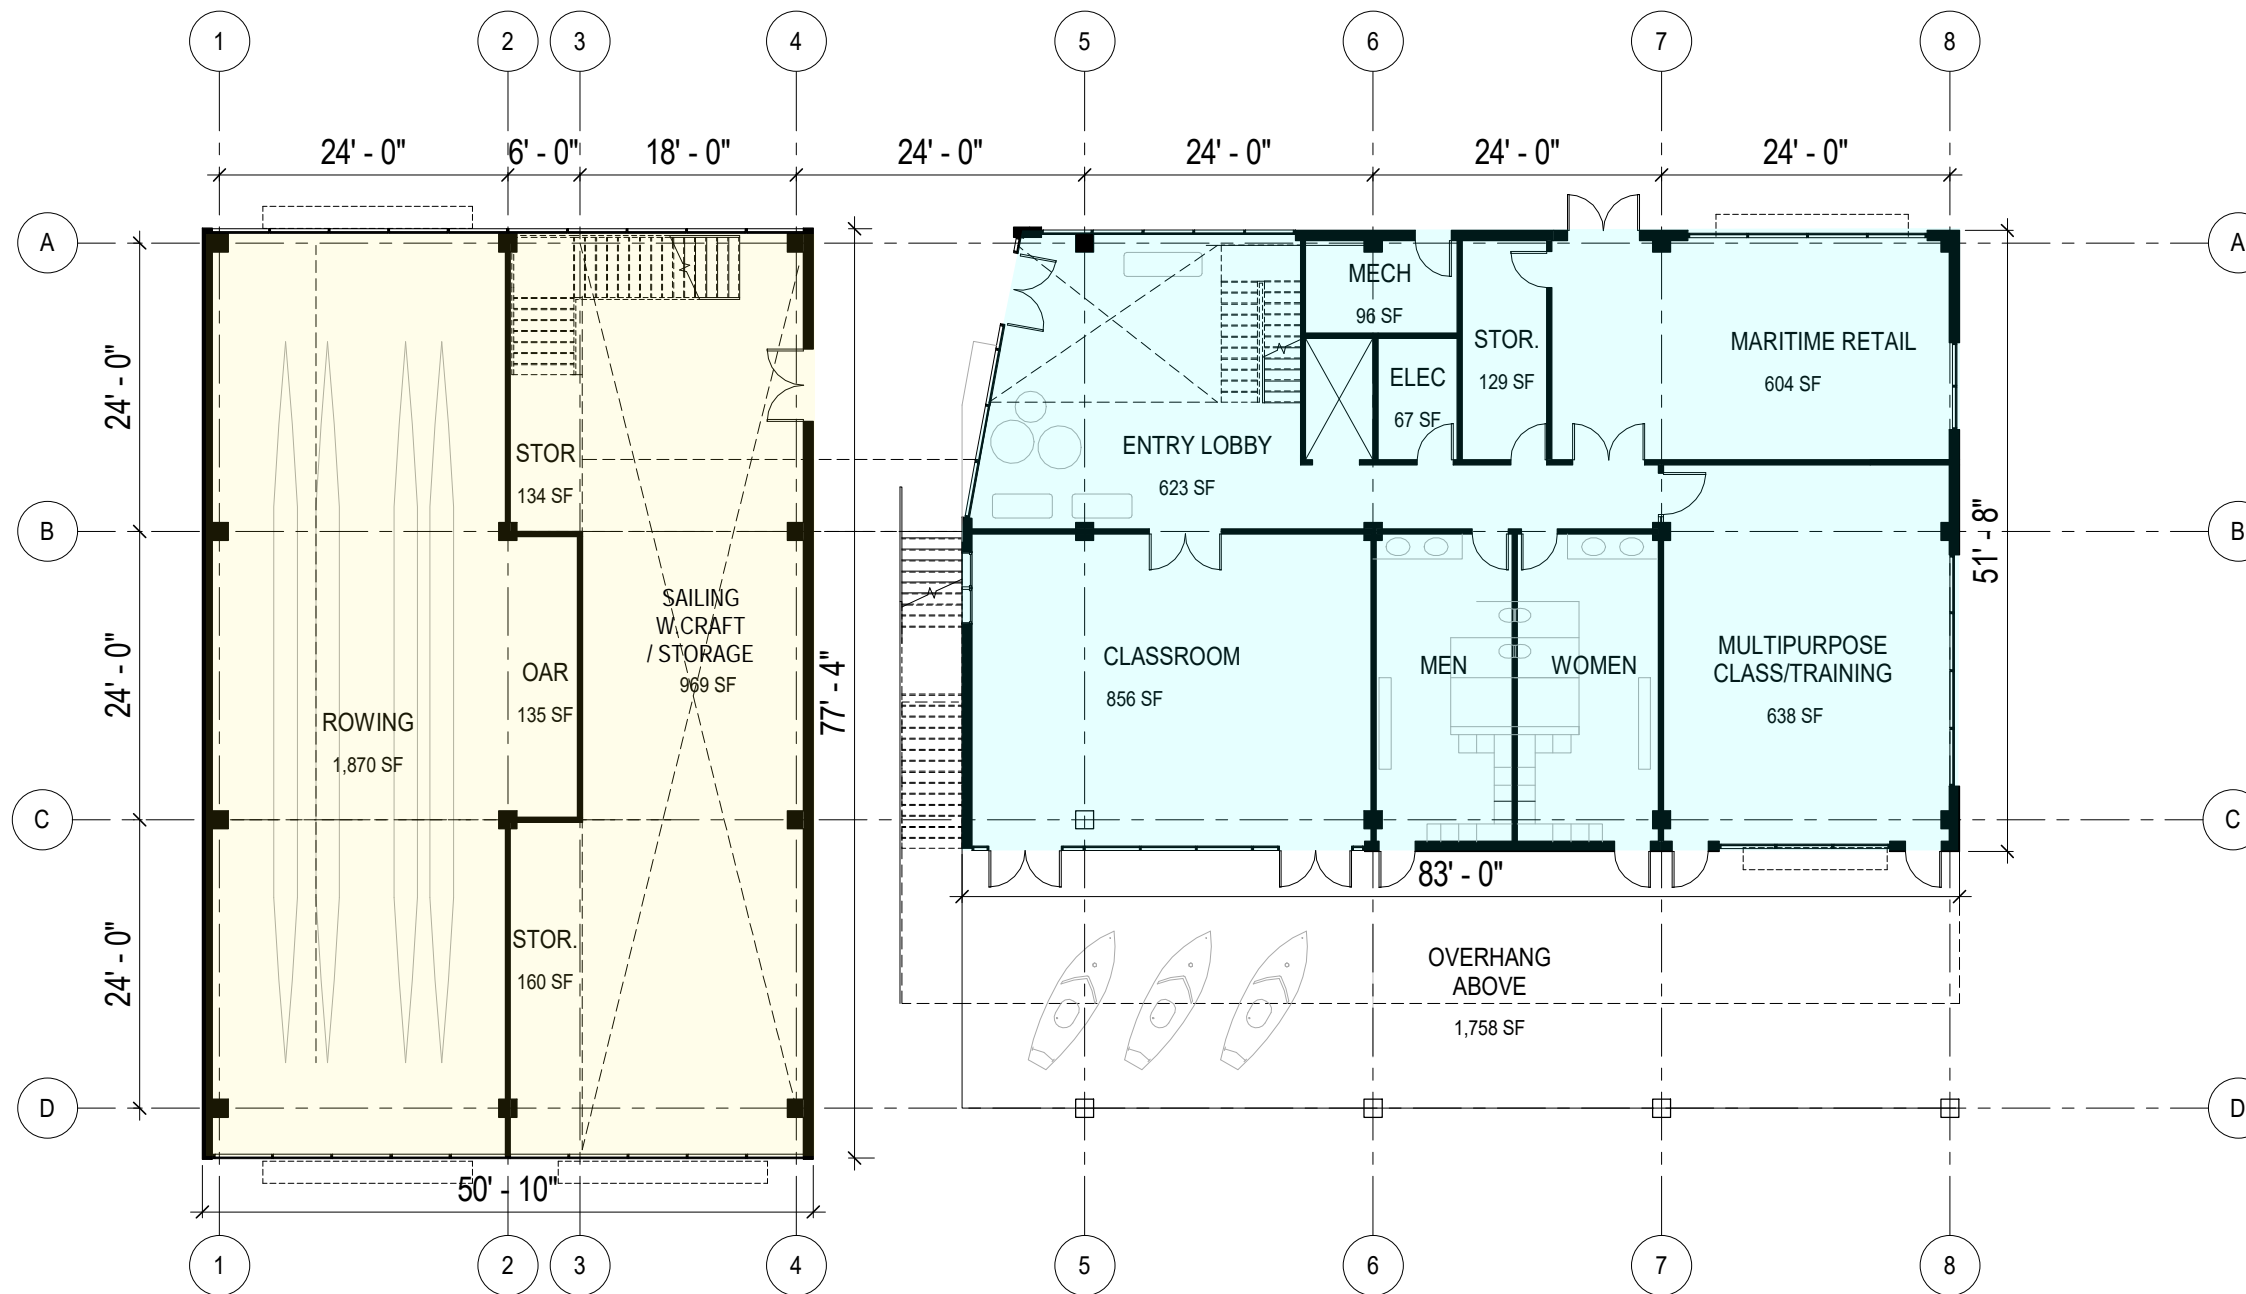 1 2 3 4 5 6 7 8
24' - 0" 6' - 0" 18' - 0" 24' - 0" 24' - 0" 24' - 0" 24' - 0"
A
A
B
B
C
C
D
D
24' - 0"
24' - 0"
24' - 0"
77' - 4"
51' - 8"
50' - 10"
83' - 0"
ROWING
1,870 SF
STOR
134 SF
OAR
135 SF
STOR.
160 SF
SAILING
W.CRAFT
/ STORAGE
969 SF
ENTRY LOBBY
623 SF
MECH
96 SF
ELEC
67 SF
STOR.
129 SF
MARITIME RETAIL
604 SF
CLASSROOM
856 SF
MEN
WOMEN
MULTIPURPOSE
CLASS/TRAINING
638 SF
OVERHANG
ABOVE
1,758 SF
1 2 3 4 5 6 7 8